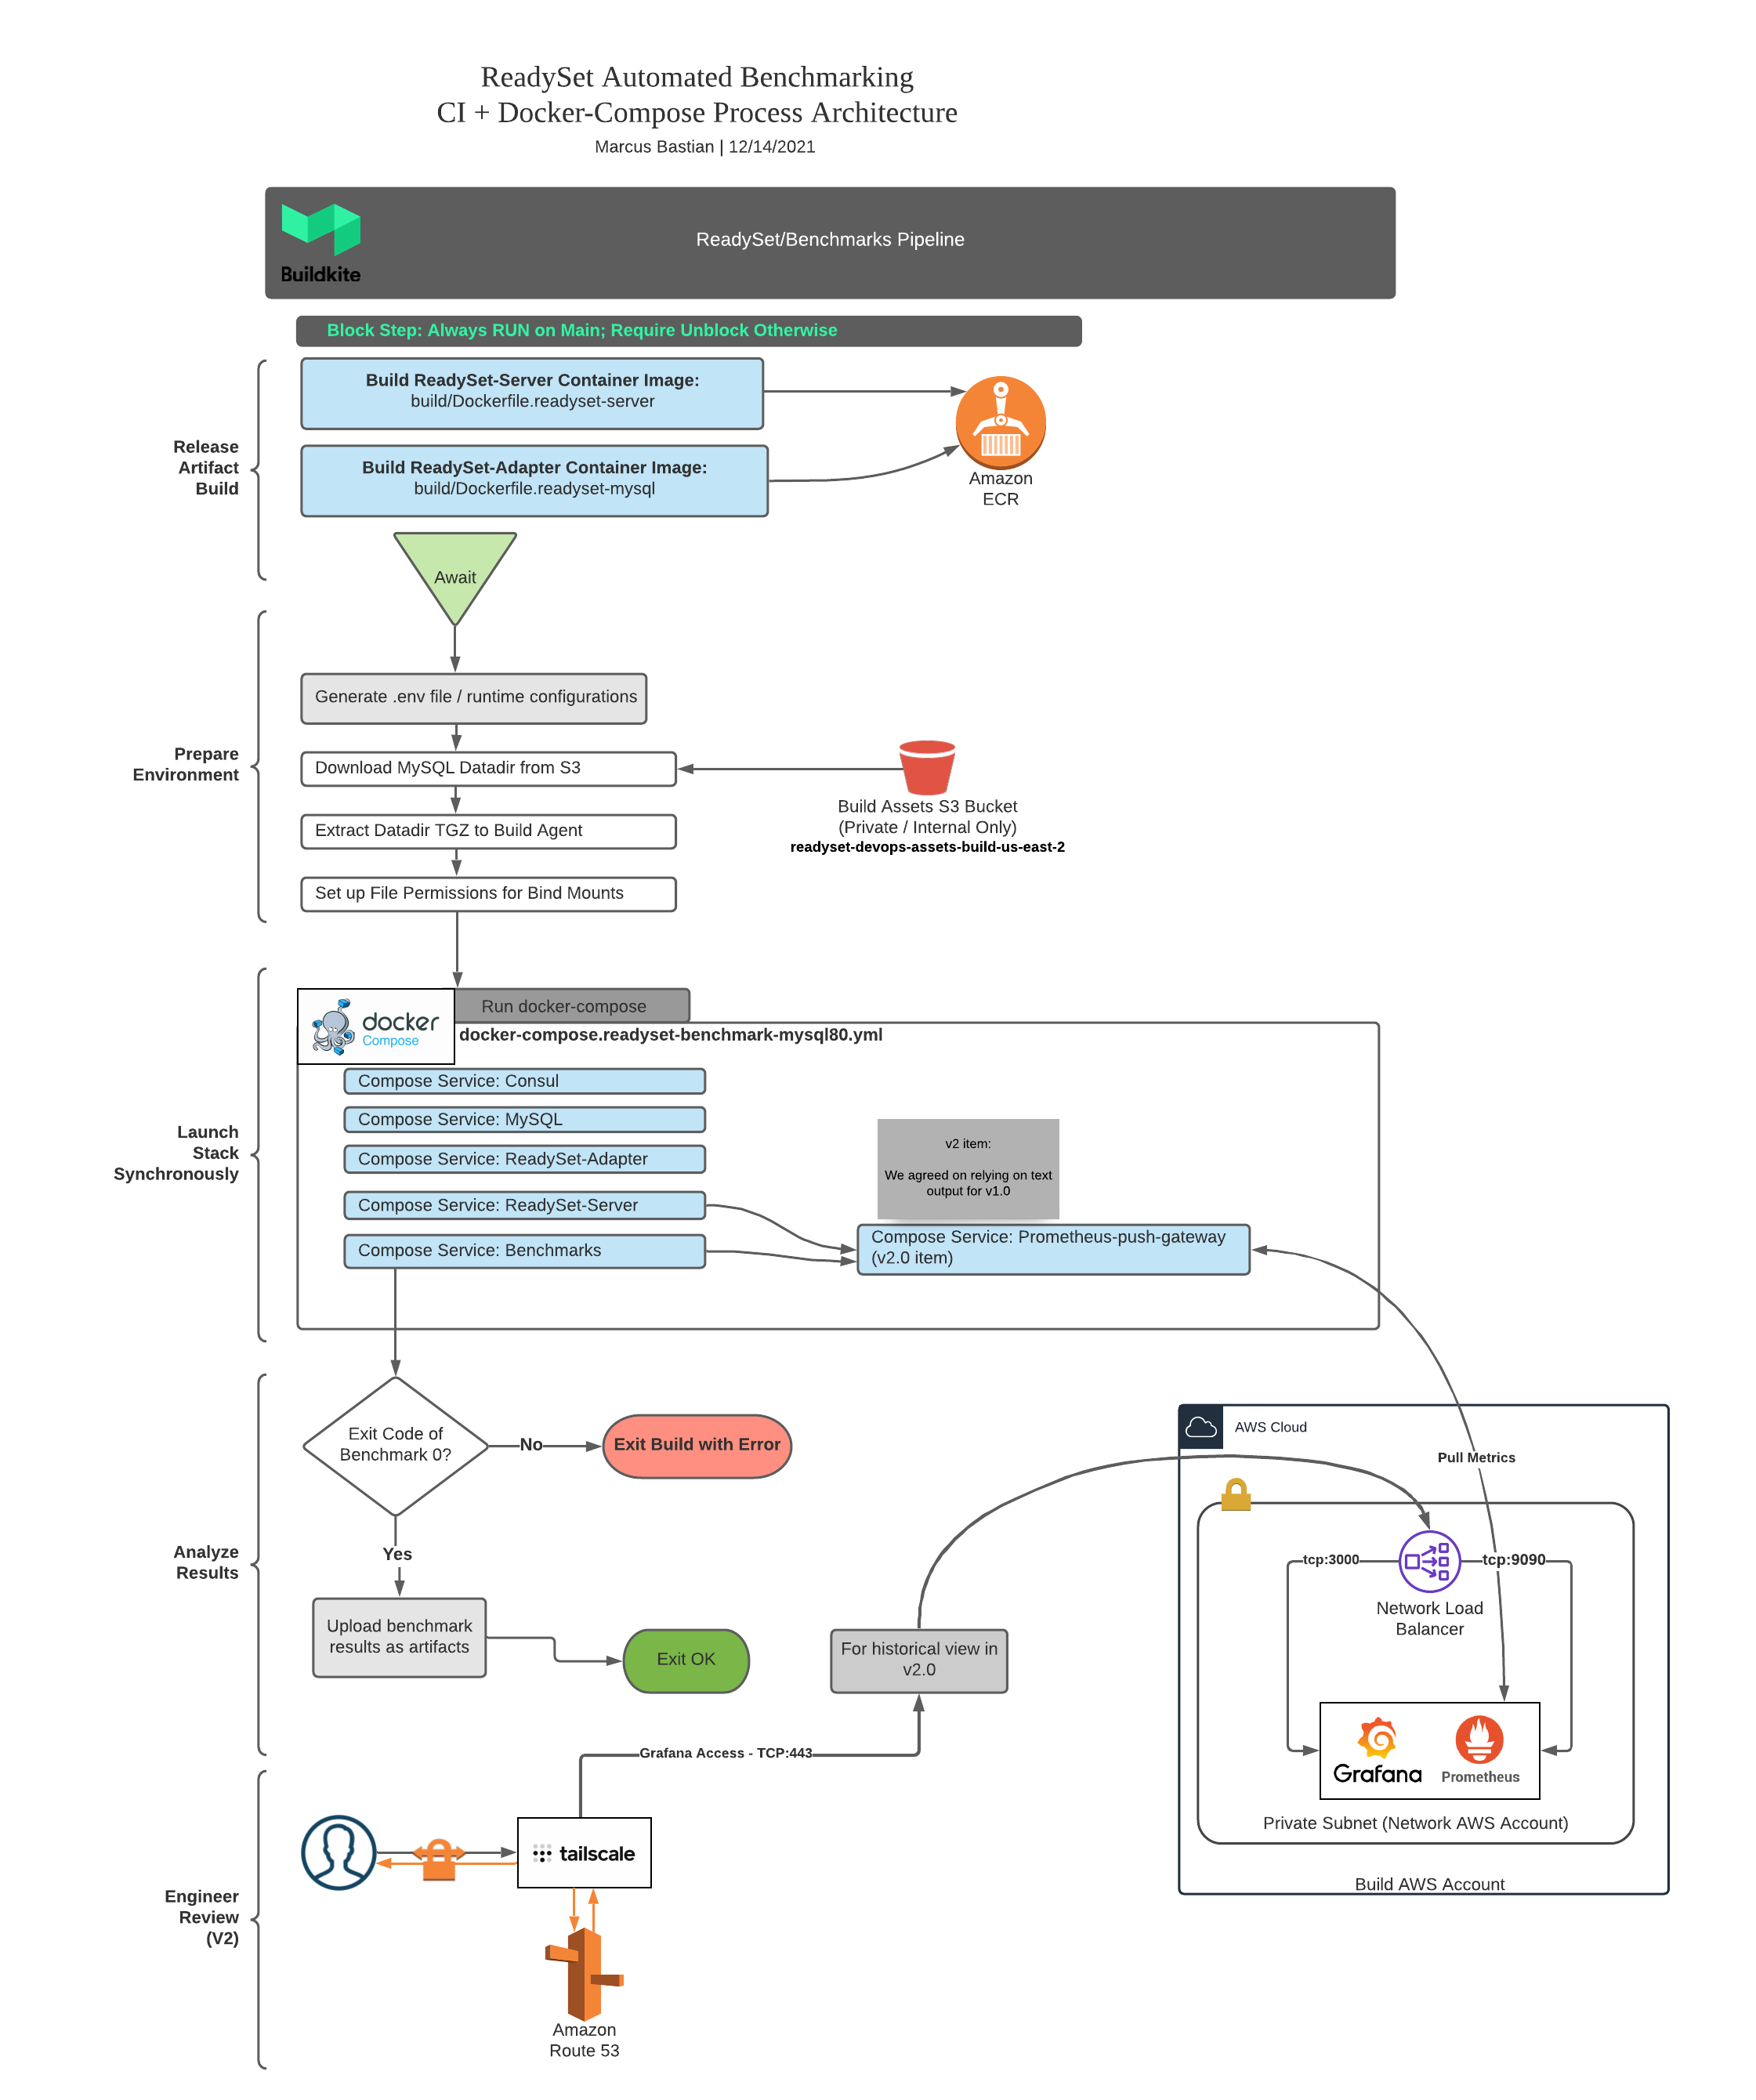 ReadySet Automated Benchmarking
CI + Docker-Compose Process Architecture
Marcus Bastian | 12/14/2021
Buildkite
ReadySet/Benchmarks Pipeline
Block Step: Always RUN on Main; Require Unblock Otherwise
Release
Artifact
Build
Build ReadySet-Server Container Image:
build/Dockerfile.readyset-server
Build ReadySet-Adapter Container Image:
build/Dockerfile.readyset-mysql
Amazon
ECR
Await
Prepare
Environment
Generate .env file / runtime configurations
Download MySQL Datadir from S3
Extract Datadir TGZ to Build Agent
Set up File Permissions for Bind Mounts
Build Assets S3 Bucket
(Private / Internal Only)
readyset-devops-assets-build-us-east-2
Launch
Stack
Synchronously
docker
Compose
Run docker-compose
docker-compose.readyset-benchmark-mysql80.yml
Compose Service: Consul
Compose Service: MySQL
Compose Service: ReadySet-Adapter
Compose Service: ReadySet-Server
Compose Service: Benchmarks
v2 item:
We agreed on relying on text
output for v1.0
Compose Service: Prometheus-push-gateway
(v2.0 item)
Analyze
Results
Exit Code of
Benchmark 0?
No
Exit Build with Error
Yes
Upload benchmark
results as artifacts
Exit OK
For historical view in
v2.0
AWS Cloud
Pull Metrics
tcp:3000
tcp:9090
Network Load
Balancer
Grafana
Prometheus
Private Subnet (Network AWS Account)
Build AWS Account
Engineer
Review
(V2)
Grafana Access - TCP:443
tailscale
Amazon
Route 53